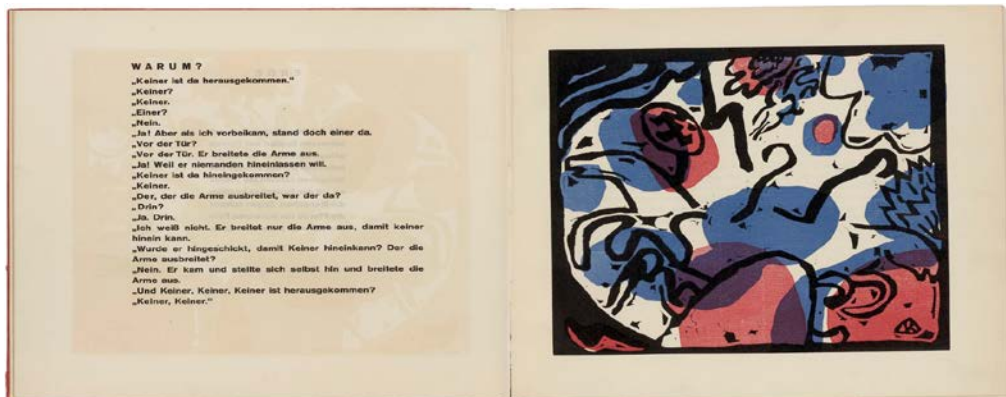 WARUM?
„Keiner ist da herausgekommen."
„Keiner?
„Keiner.
„Einer?
„Nein.
„Ja! Aber als ich vorbeikam, stand doch einer da.
„Vor der Tür?
„Vor der Tür. Er breitete die Arme aus.
„Ja! Weil er niemanden hineinlassen will.
„Keiner ist da hineingekommen?
„Keiner.
„Der, der die Arme ausbreitet, war der da?
„Drin?
„Ja. Drin.
„Ich weiß nicht. Er breitet nur die Arme aus, damit keiner
hinein kann.
„Wurde er hingeschickt, damit Keiner hineinkann? Der die
Arme ausbreitet?
„Nein. Er kam und stellte sich selbst hin und breitete die
Arme aus.
„Und Keiner, Keiner, Keiner ist herausgekommen?
„Keiner, Keiner."